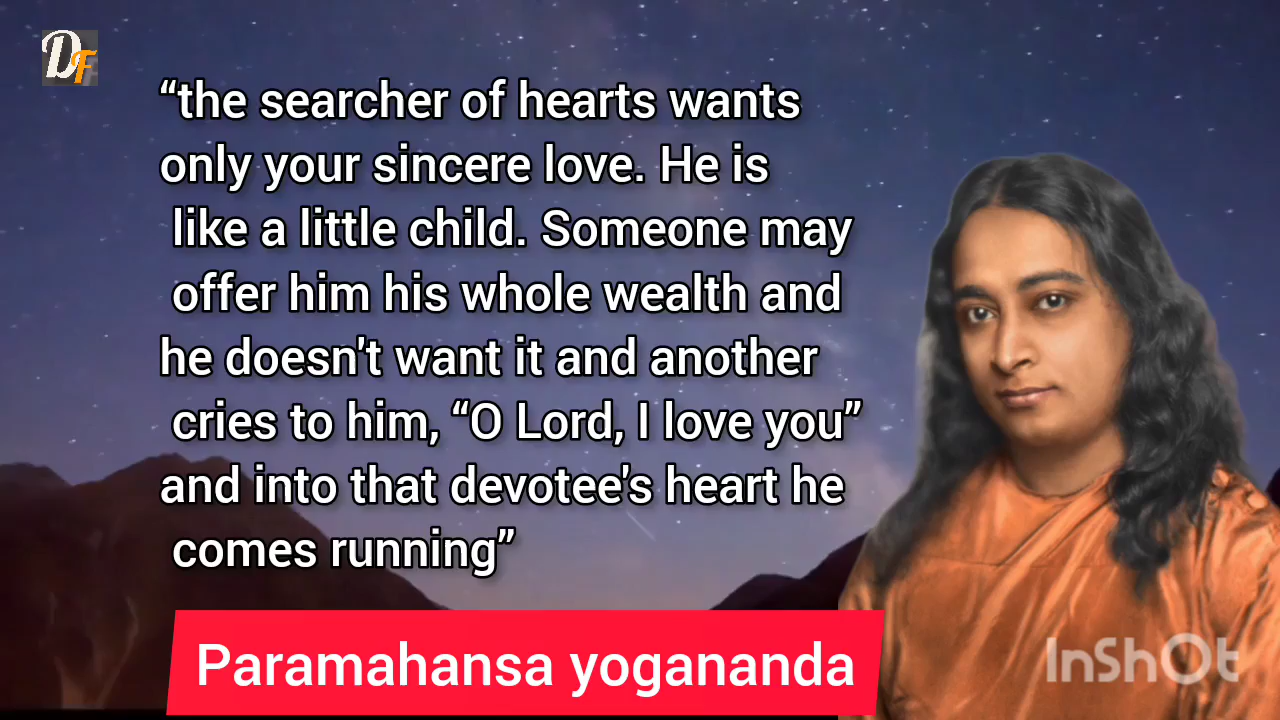 DF
“the searcher of hearts wants
only your sincere love. He is
like a little child. Someone may
offer him his whole wealth and
he doesn't want it and another
cries to him, “O Lord, I love you”
and into that devotee's heart he
comes running”
Paramahansa yogananda
InShOt